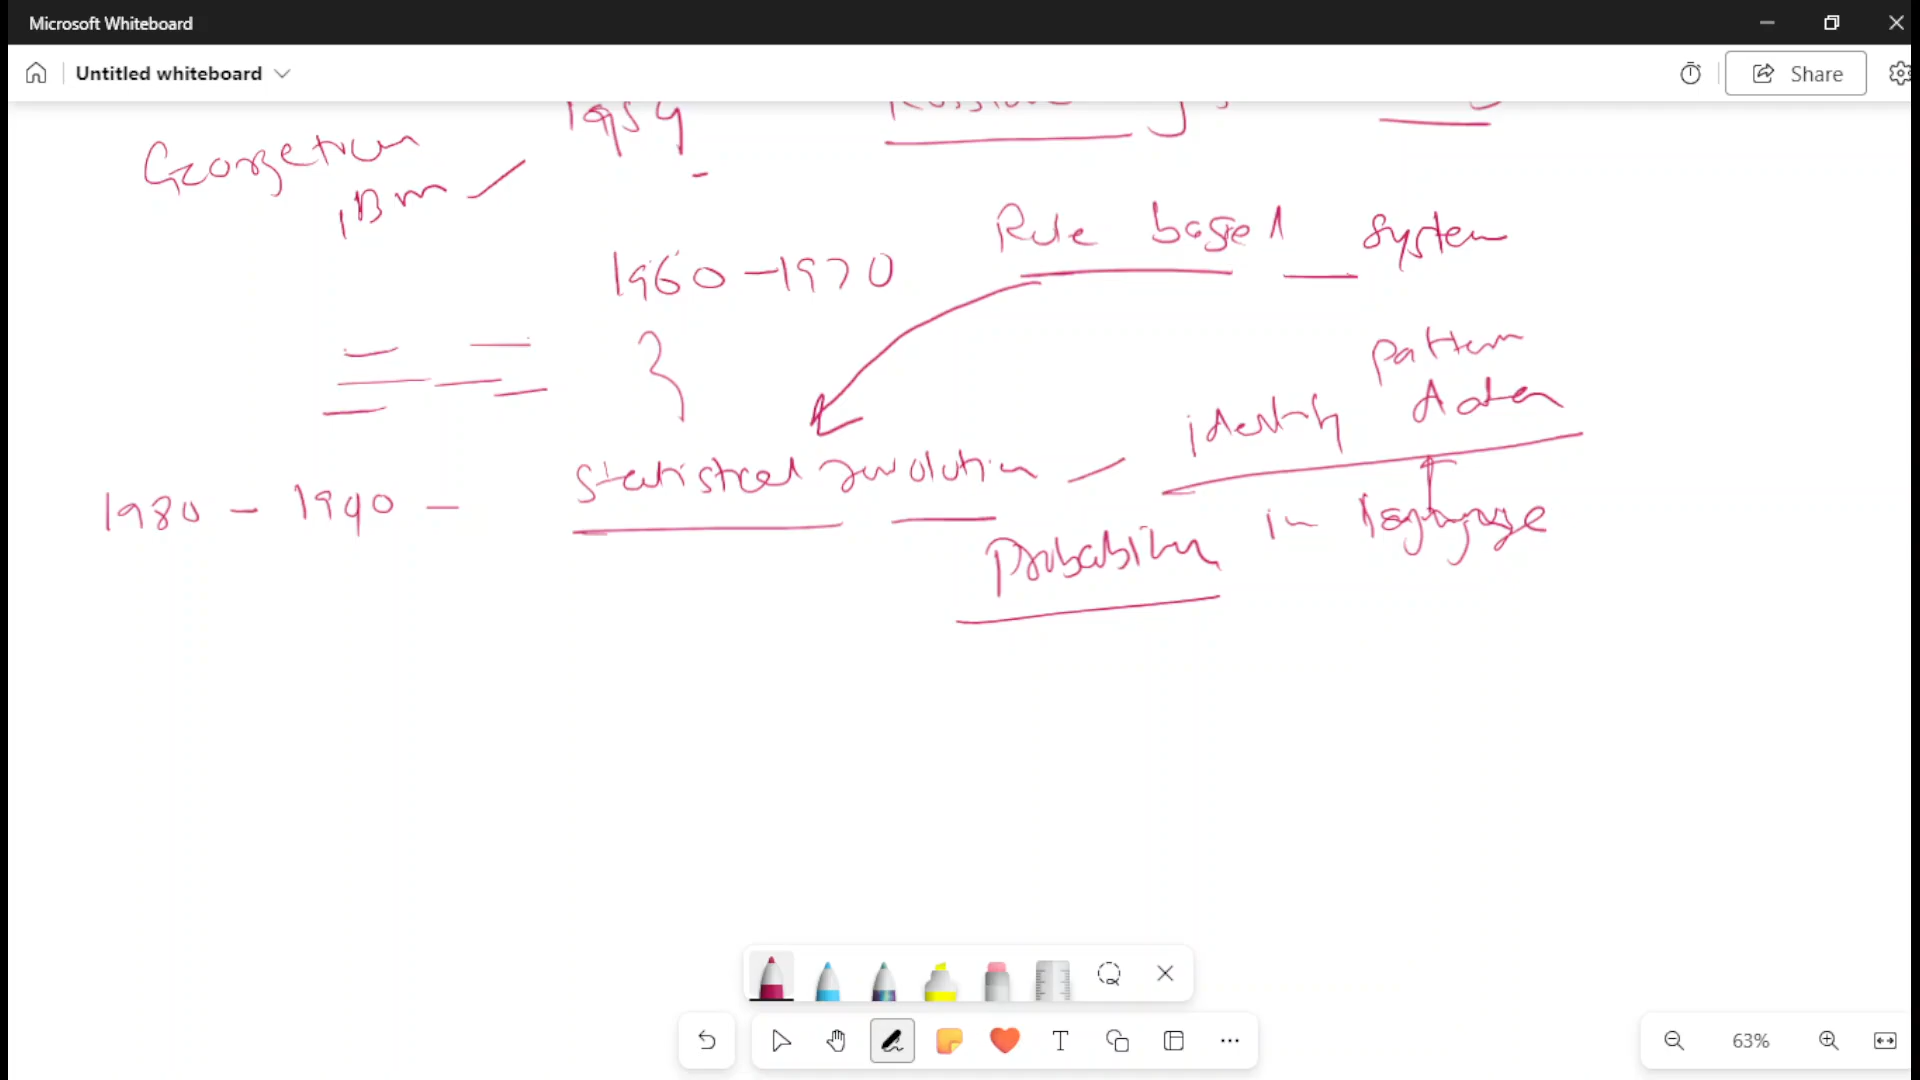 Microsoft Whiteboard
Untitled whiteboard
Share
1954
Georgetown
IBM
Rule based system
1960-1970
pattern
identify data
Statistical revolution -
1980 - 1990 -
in language
Probability
63%